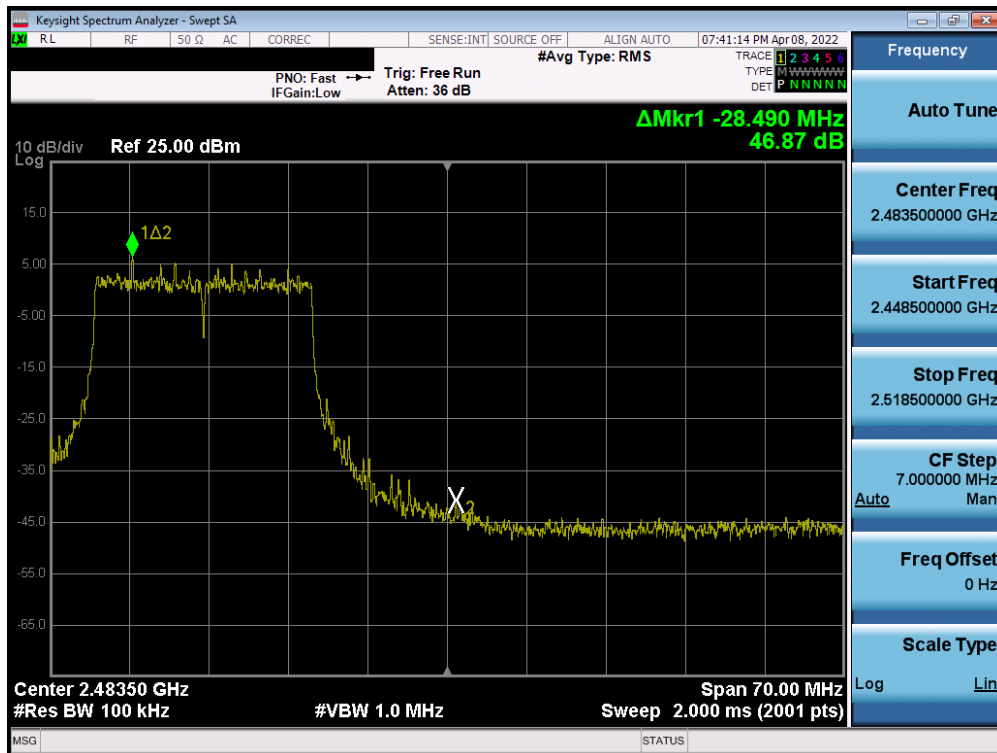 Keysight Spectrum Analyzer - Swept SA
LXI RL RF 50 Ω AC CORREC SENSE:INT SOURCE OFF ALIGN AUTO 07:41:14 PM Apr 08, 2022
#Avg Type: RMS TRACE 1 2 3 4 5 6
PNO: Fast Trig: Free Run TYPE M WWWWW
IFGain:Low Atten: 36 dB DET P N N N N N
ΔMkr1 -28.490 MHz
46.87 dB
10 dB/div Ref 25.00 dBm
Log
15.0
1Δ2
5.00
-5.00
-15.0
-25.0
-35.0
X2
-45.0
-55.0
-65.0
Center 2.48350 GHz Span 70.00 MHz
#Res BW 100 kHz #VBW 1.0 MHz Sweep 2.000 ms (2001 pts)
MSG STATUS
Frequency
Auto Tune
Center Freq
2.483500000 GHz
Start Freq
2.448500000 GHz
Stop Freq
2.518500000 GHz
CF Step
7.000000 MHz
Auto Man
Freq Offset
0 Hz
Scale Type
Log Lin